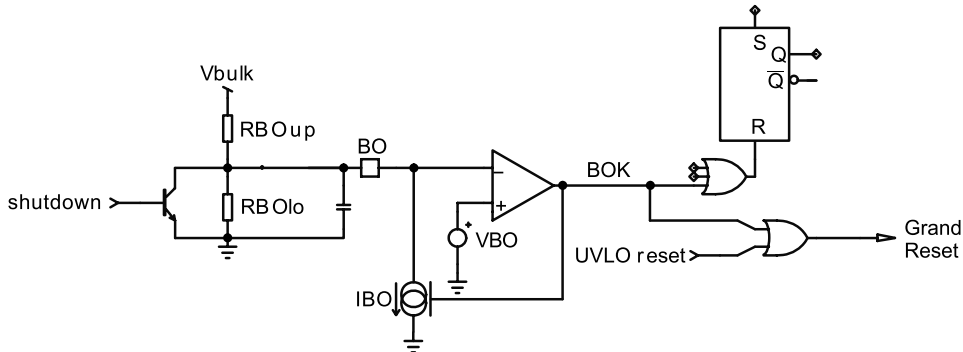 S
Q
Q
R
Vbulk
RBOup
BO
shutdown
RBOlo
BOK
−
+
+
VBO
UVLO reset
Grand
Reset
IBO